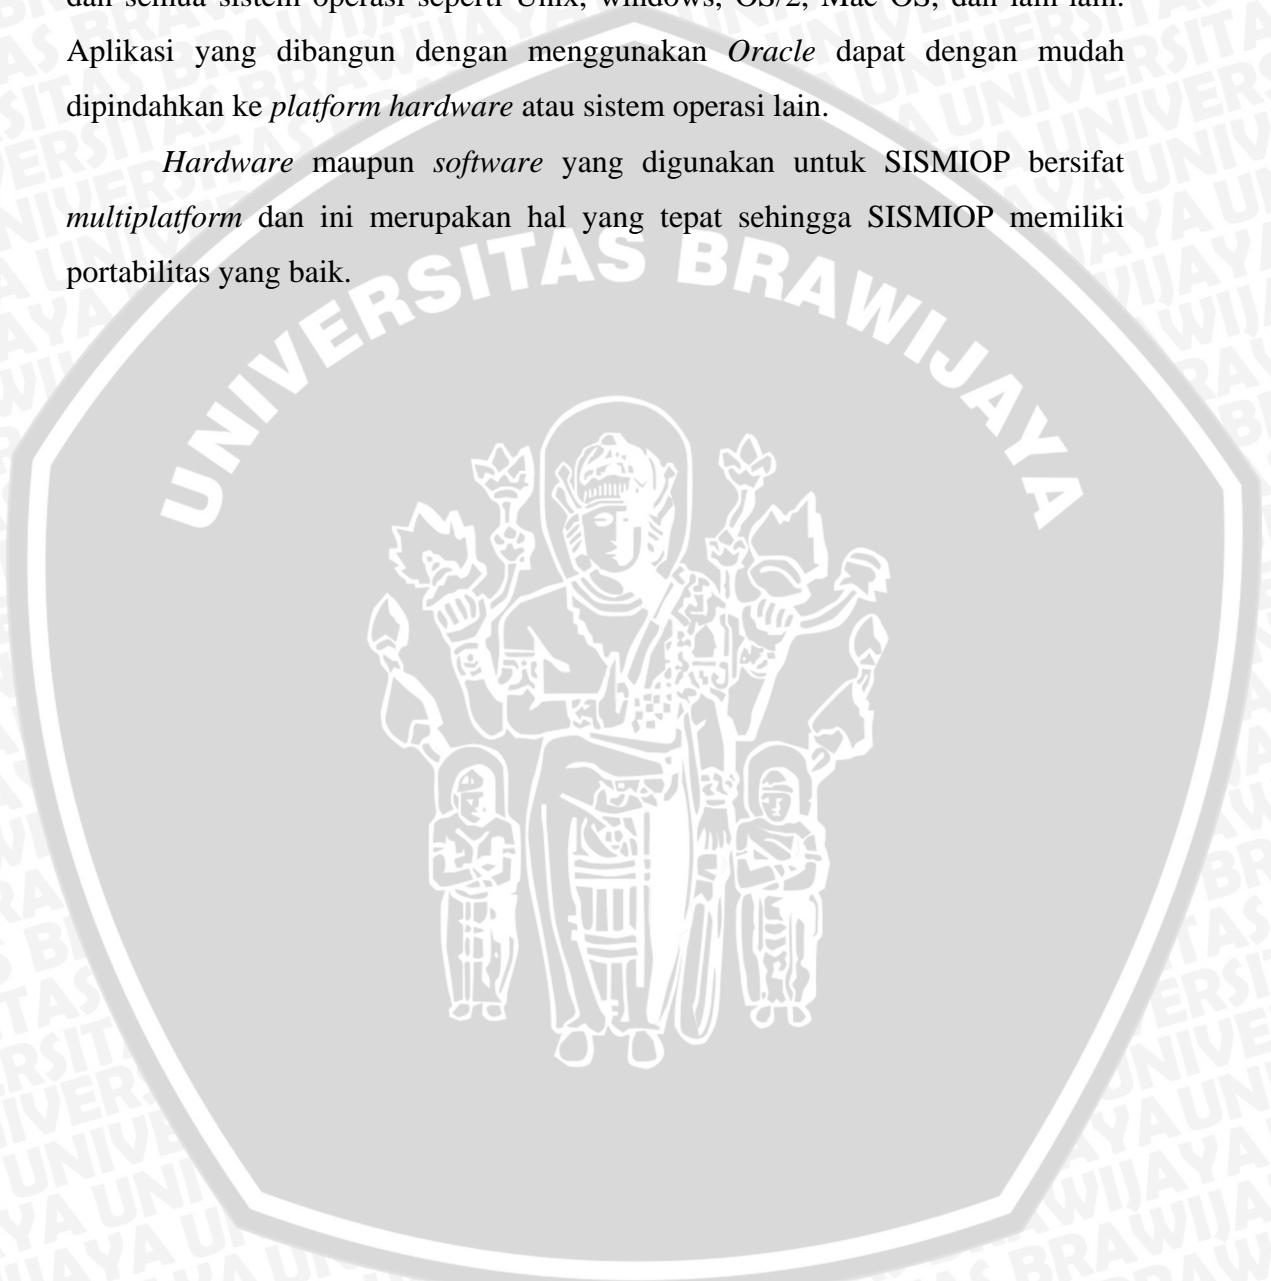 dan semua sistem operasi seperti Unix, windows, OS/2, Mac OS, dan lain-lain.
Aplikasi yang dibangun dengan menggunakan Oracle dapat dengan mudah
dipindahkan ke platform hardware atau sistem operasi lain.
Hardware maupun software yang digunakan untuk SISMIOP bersifat
multiplatform dan ini merupakan hal yang tepat sehingga SISMIOP memiliki
portabilitas yang baik.
UNIVERSITAS BRAWIJAYA